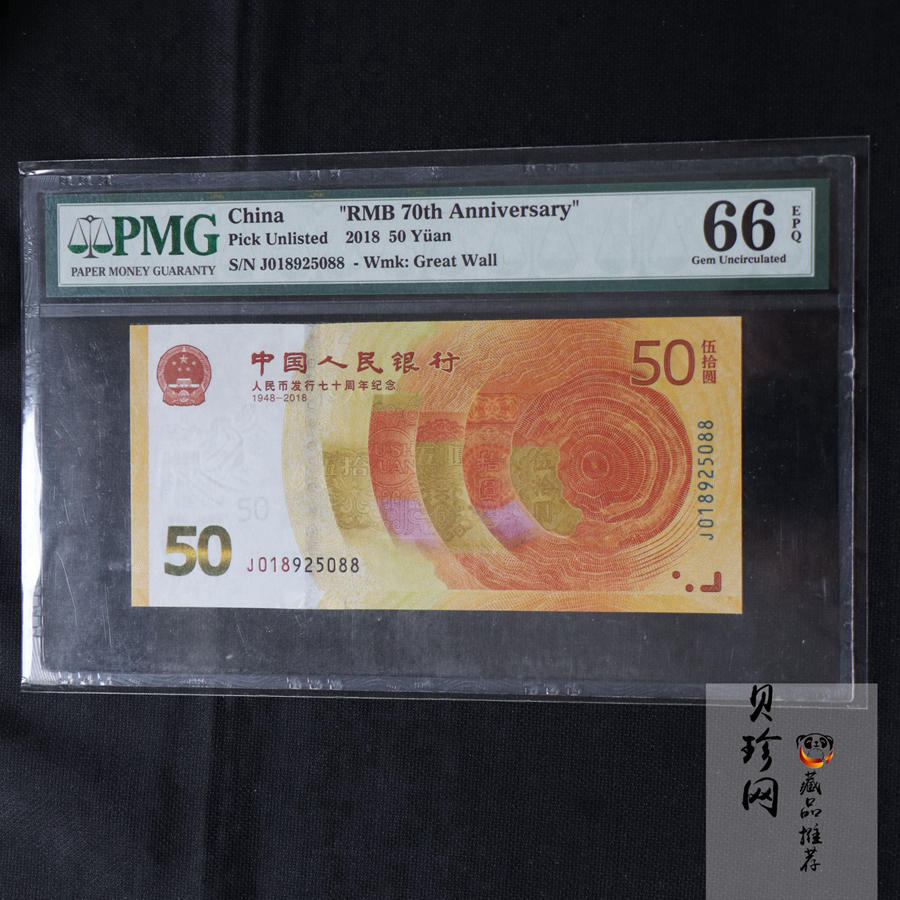 PMG
PAPER MONEY GUARANTY
China "RMB 70th Anniversary"
Pick Unlisted 2018 50 Yüan
S/N J018925088 - Wmk: Great Wall
66
EPQ
Gem Uncirculated
中国人民银行
人民币发行七十周年纪念
1948-2018
50
伍拾圆
J018925088
50
50
J018925088
贝珍网
藏品推荐